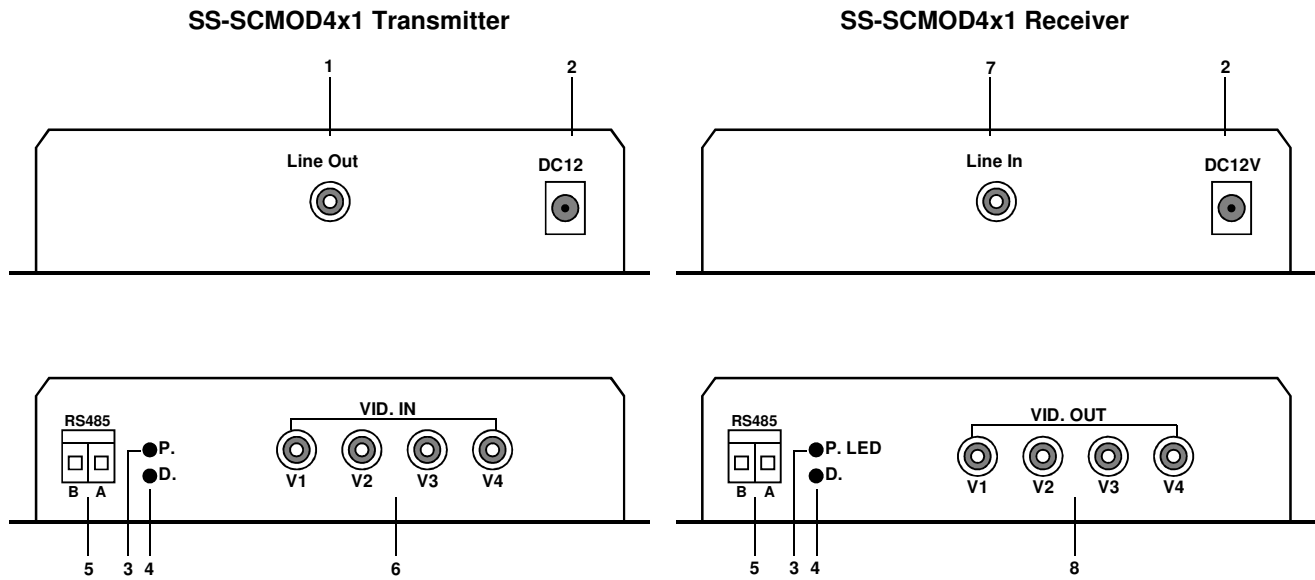 SS-SCMOD4x1 Transmitter
1
2
Line Out
DC12
SS-SCMOD4x1 Receiver
7
2
Line In
DC12V
RS485
B A
P.
D.
VID. IN
V1 V2 V3 V4
5 3 4 6
RS485
B A
P. LED
D.
VID. OUT
V1 V2 V3 V4
5 3 4 8